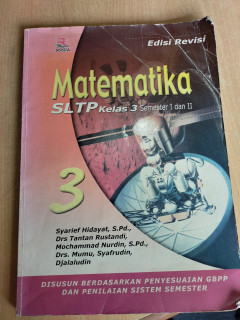 Edisi Revisi
Matematika
SLTP Kelas 3 Semester I dan II
3
Syarief Hidayat, S.Pd.,
Drs Tantan Rustandi,
Mochammad Nurdin, S.Pd.,
Drs. Mumu, Syafrudin,
Djalaludin
DISUSUN BERDASARKAN PENYESUAIAN GBPP
DAN PENILAIAN SISTEM SEMESTER